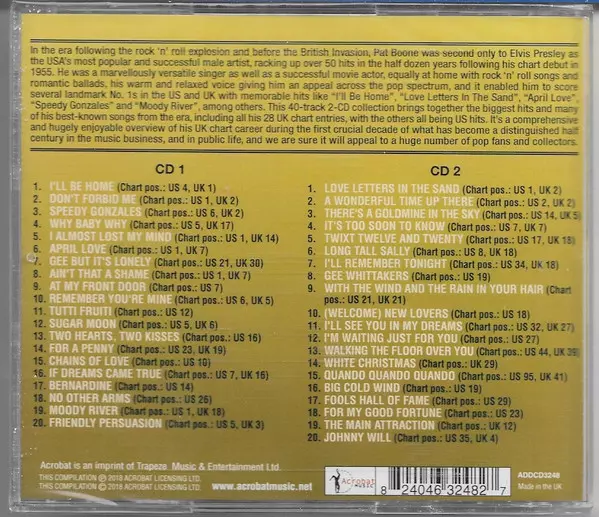 In the era following the rock 'n' roll explosion and before the British Invasion, Pat Boone was second only to Elvis Presley as
the USA's most popular and successful male artist, racking up over 50 hits in the half dozen years following his chart debut in
1955. He was a marvellously versatile singer as well as a successful movie actor, equally at home with rock 'n' roll songs and
romantic ballads, his warm and relaxed voice giving him an appeal across the pop spectrum, and it enabled him to score
several landmark No. 1s in the US and UK with memorable hits like "I'll Be Home", "Love Letters In The Sand", "April Love",
"Speedy Gonzales" and "Moody River", among others. This 40-track 2-CD collection brings together the biggest hits and many
of his best-known songs from the era, including all his 28 UK chart entries, with the others all being US hits. It's a comprehensive
and hugely enjoyable overview of his UK chart career during the first crucial decade of what has become a distinguished half
century in the music business, and in public life, and we are sure it will appeal to a huge number of pop fans and collectors.
CD 1
1. I'LL BE HOME (Chart pos.: US 4, UK 1)
2. DON'T FORBID ME (Chart pos.: US 1, UK 2)
3. SPEEDY GONZALES (Chart pos.: US 6, UK 2)
4. WHY BABY WHY (Chart pos.: US 5, UK 17)
5. I ALMOST LOST MY MIND (Chart pos.: US 1, UK 14)
6. APRIL LOVE (Chart pos.: US 1, UK 7)
7. GEE BUT IT'S LONELY (Chart pos.: US 21, UK 30)
8. AIN'T THAT A SHAME (Chart pos.: US 1, UK 7)
9. AT MY FRONT DOOR (Chart pos.: US 7)
10. REMEMBER YOU'RE MINE (Chart pos.: US 6, UK 5)
11. TUTTI FRUITI (Chart pos.: US 12)
12. SUGAR MOON (Chart pos.: US 5, UK 6)
13. TWO HEARTS, TWO KISSES (Chart pos.: US 16)
14. FOR A PENNY (Chart pos.: US 23, UK 19)
15. CHAINS OF LOVE (Chart pos.: US 10)
16. IF DREAMS CAME TRUE (Chart pos.: US 7, UK 16)
17. BERNARDINE (Chart pos.: US 14)
18. NO OTHER ARMS (Chart pos.: US 26)
19. MOODY RIVER (Chart pos.: US 1, UK 18)
20. FRIENDLY PERSUASION (Chart pos.: US 5, UK 3)
CD 2
1. LOVE LETTERS IN THE SAND (Chart pos.: US 1, UK 2)
2. A WONDERFUL TIME UP THERE (Chart pos.: US 2, UK 2)
3. THERE'S A GOLDMINE IN THE SKY (Chart pos.: US 14, UK 5)
4. IT'S TOO SOON TO KNOW (Chart pos.: US 7, UK 7)
5. TWIXT TWELVE AND TWENTY (Chart pos.: US 17, UK 18)
6. LONG TALL SALLY (Chart pos.: US 8, UK 18)
7. I'LL REMEMBER TONIGHT (Chart pos.: US 34, UK 18)
8. GEE WHITTAKERS (Chart pos.: US 19)
9. WITH THE WIND AND THE RAIN IN YOUR HAIR (Chart
pos.: US 21, UK 21)
10. (WELCOME) NEW LOVERS (Chart pos.: US 18)
11. I'LL SEE YOU IN MY DREAMS (Chart pos.: US 32, UK 27)
12. I'M WAITING JUST FOR YOU (Chart pos.: US 27)
13. WALKING THE FLOOR OVER YOU (Chart pos.: US 44, UK 39)
14. WHITE CHRISTMAS (Chart pos.: UK 29)
15. QUANDO QUANDO QUANDO (Chart pos.: US 95, UK 41)
16. BIG COLD WIND (Chart pos.: US 19)
17. FOOLS HALL OF FAME (Chart pos.: US 29)
18. FOR MY GOOD FORTUNE (Chart pos.: US 23)
19. THE MAIN ATTRACTION (Chart pos.: UK 12)
20. JOHNNY WILL (Chart pos.: US 35, UK 4)
Acrobat is an imprint of Trapeze Music & Entertainment Ltd.
THIS COMPILATION ℗ 2018 ACROBAT LICENSING LTD.
THIS COMPILATION © 2018 ACROBAT LICENSING LTD.
www.acrobatmusic.net
Acrobat
MUSIC
8 24046 32482 7
ADDCD3248
Made in the UK